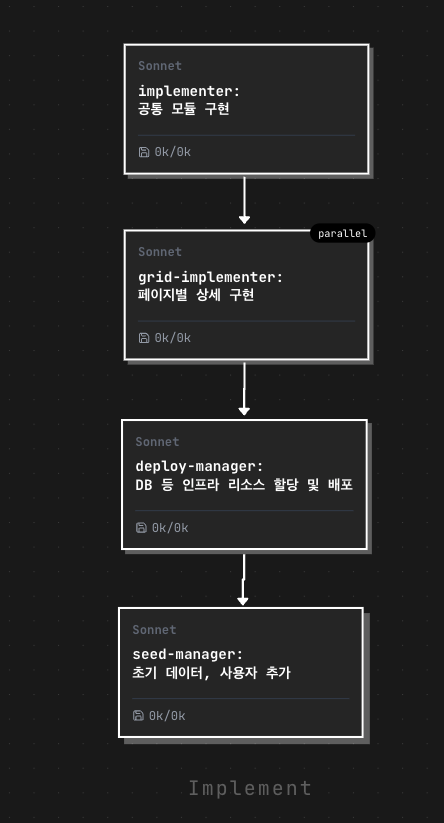 Sonnet
implementer:
공통 모듈 구현
0k/0k
parallel
Sonnet
grid-implementer:
페이지별 상세 구현
0k/0k
Sonnet
deploy-manager:
DB 등 인프라 리소스 할당 및 배포
0k/0k
Sonnet
seed-manager:
초기 데이터, 사용자 추가
0k/0k
Implement